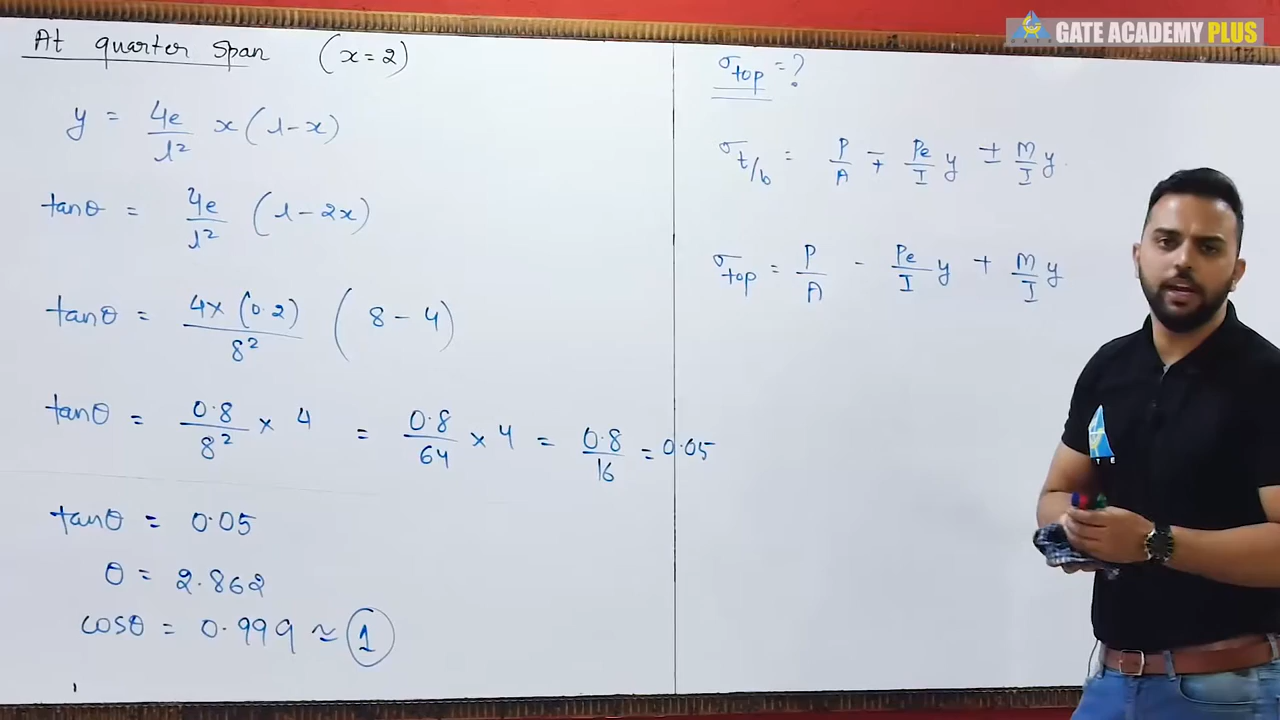 At quarter span (x=2)
y = 4e/l² x(l-x)
tanθ = 4e/l² (l-2x)
tanθ = 4×(0.2)/8² (8-4)
tanθ = 0.8/8² × 4 = 0.8/64 × 4 = 0.8/16 = 0.05
tanθ = 0.05
θ = 2.862
cosθ = 0.999 ≃ 1
GATE ACADEMY PLUS
σtop = ?
σt/b = P/A ∓ Pe/I y ± M/I y.
σtop = P/A - Pe/I y + M/I y